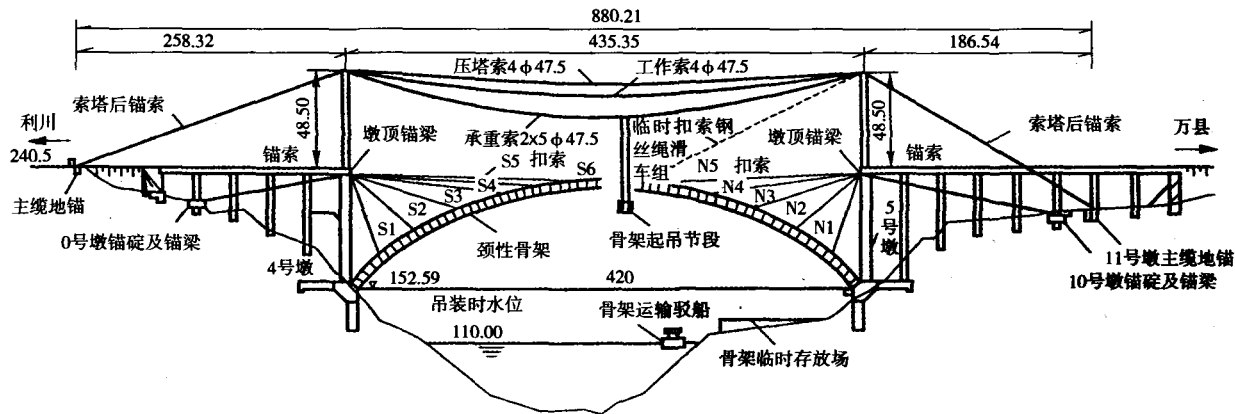 880.21
258.32
435.35
186.54
压塔索4φ47.5
工作索4φ47.5
索塔后锚索
48.50
承重索2x5φ47.5
临时扣索钢
丝绳滑
车组
48.50
索塔后锚索
利川
240.5
墩顶锚梁
墩顶锚梁
万县
锚索
S5
扣索
S6
N5
扣索
锚索
S4
N4
S3
N3
S2
N2
S1
N1
主缆地锚
0号墩锚碇及锚梁
颈性骨架
骨架起吊节段
5号墩
4号墩
11号墩主缆地锚
10号墩锚碇及锚梁
152.59
420
吊装时水位
骨架运输驳船
110.00
骨架临时存放场